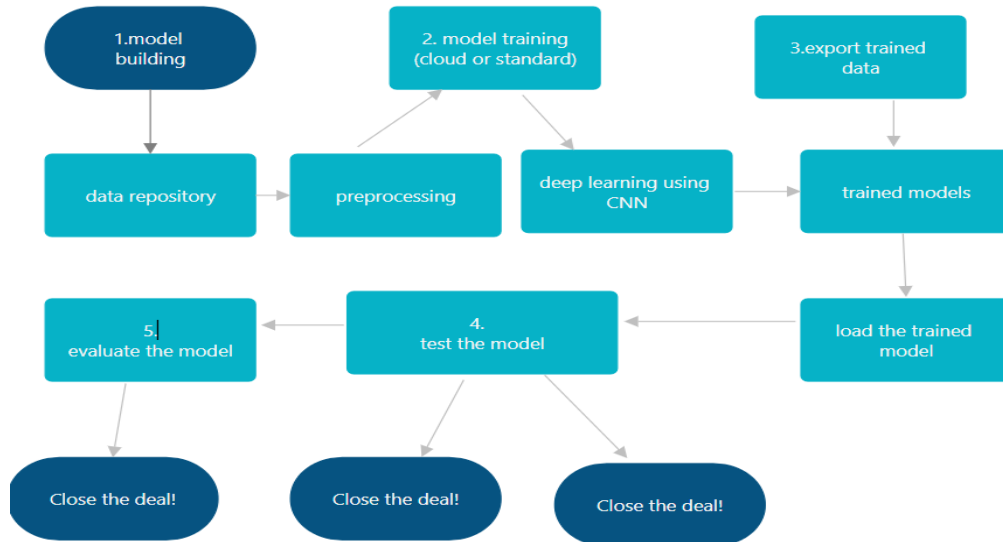 1.model
building
2. model training
(cloud or standard)
3.export trained
data
data repository
preprocessing
deep learning using
CNN
trained models
5.
evaluate the model
4.
test the model
load the trained
model
Close the deal!
Close the deal!
Close the deal!